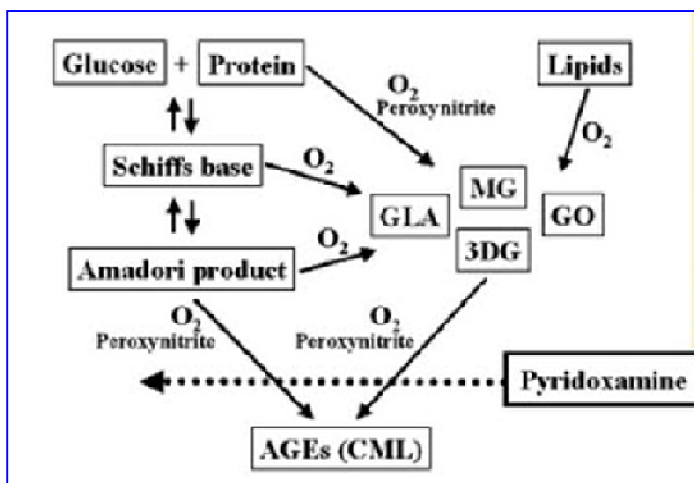 Glucose + Protein
Lipids
O2
Peroxynitrite
O2
Schiffs base
O2
MG
GLA
GO
O2
3DG
Amadori product
O2
Peroxynitrite
O2
Peroxynitrite
Pyridoxamine
AGEs (CML)